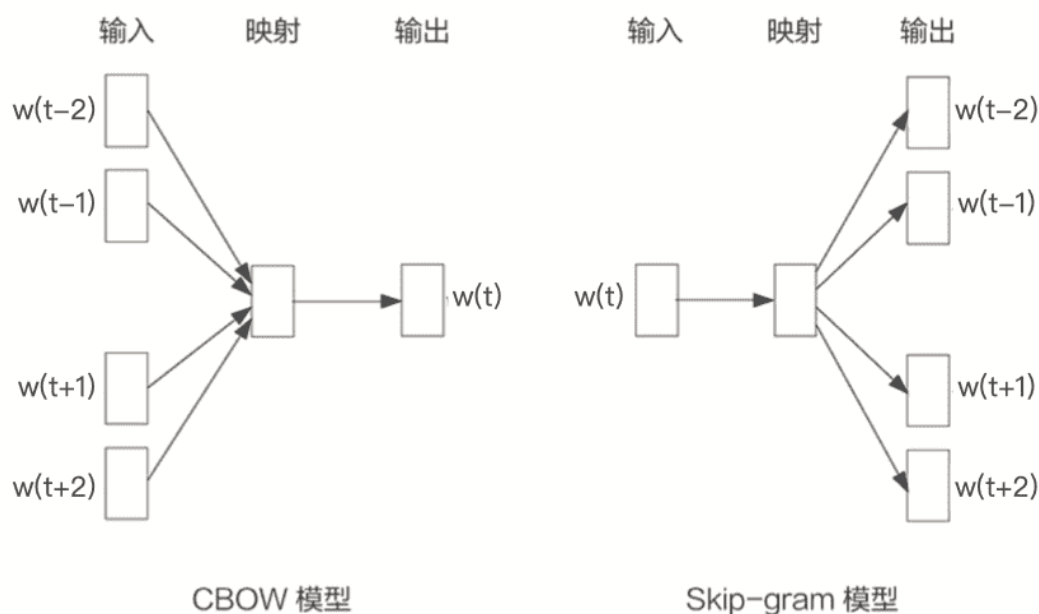 输入 映射 输出 输入 映射 输出
w(t-2) w(t-2)
w(t-1) w(t-1)
w(t) w(t)
w(t+1) w(t+1)
w(t+2) w(t+2)
CBOW 模型 Skip-gram 模型